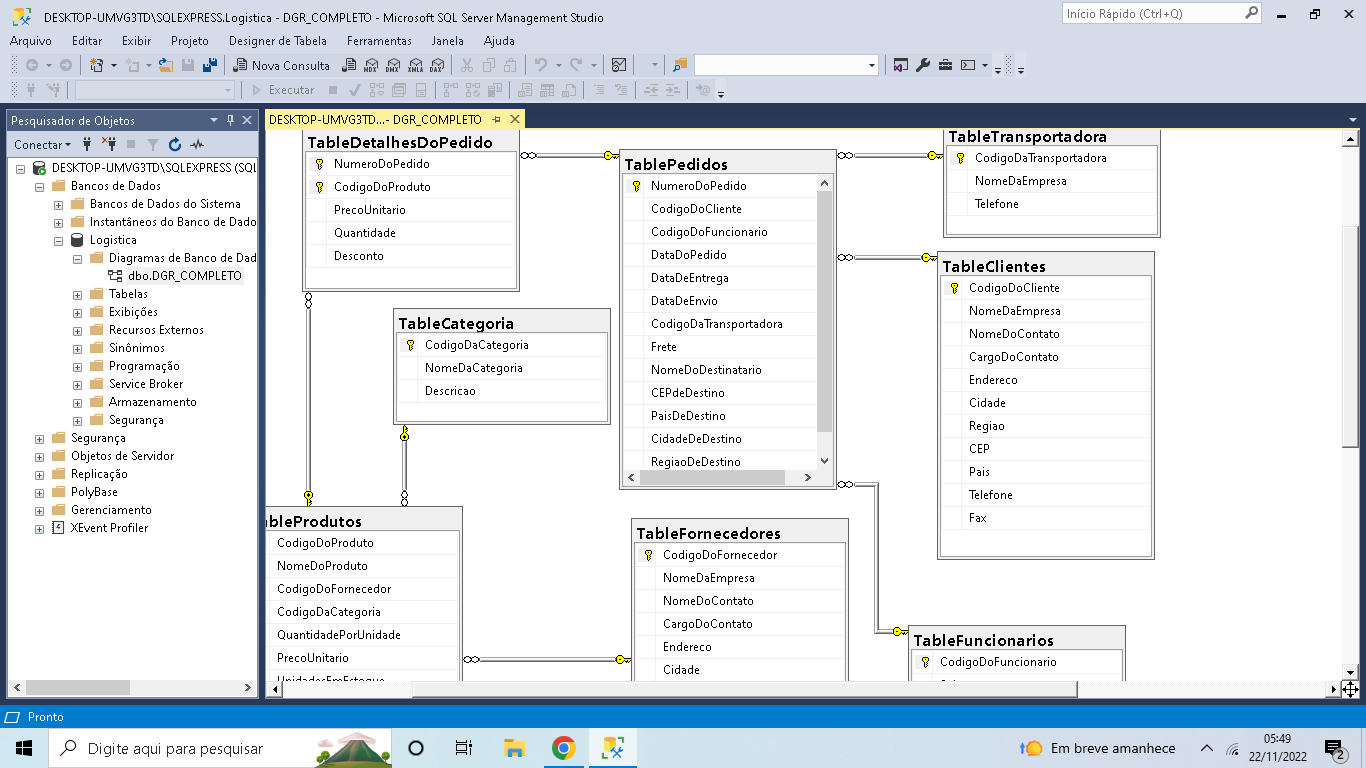 DESKTOP-UMVG3TD\SQLEXPRESS.Logistica - DGR_COMPLETO - Microsoft SQL Server Management Studio
Início Rápido (Ctrl+Q)
Arquivo Editar Exibir Projeto Designer de Tabela Ferramentas Janela Ajuda
Nova Consulta MDX DMX XMLA DAX
Executar
Pesquisador de Objetos
Conectar
DESKTOP-UMVG3TD\SQLEXPRESS (SQL
Bancos de Dados
Bancos de Dados do Sistema
Instantâneos do Banco de Dado
Logistica
Diagramas de Banco de Dad
dbo.DGR_COMPLETO
Tabelas
Exibições
Recursos Externos
Sinônimos
Programação
Service Broker
Armazenamento
Segurança
Segurança
Objetos de Servidor
Replicação
PolyBase
Gerenciamento
XEvent Profiler
DESKTOP-UMVG3TD...- DGR_COMPLETO
TableDetalhesDoPedido
NumeroDoPedido
CodigoDoProduto
PrecoUnitario
Quantidade
Desconto
TableCategoria
CodigoDaCategoria
NomeDaCategoria
Descricao
ableProdutos
CodigoDoProduto
NomeDoProduto
CodigoDoFornecedor
CodigoDaCategoria
QuantidadePorUnidade
PrecoUnitario
UnidadesEmEstoque
TablePedidos
NumeroDoPedido
CodigoDoCliente
CodigoDoFuncionario
DataDoPedido
DataDeEntrega
DataDeEnvio
CodigoDaTransportadora
Frete
NomeDoDestinatario
CEPdeDestino
PaisDeDestino
CidadeDeDestino
RegiaoDeDestino
TableFornecedores
CodigoDoFornecedor
NomeDaEmpresa
NomeDoContato
CargoDoContato
Endereco
Cidade
TableTransportadora
CodigoDaTransportadora
NomeDaEmpresa
Telefone
TableClientes
CodigoDoCliente
NomeDaEmpresa
NomeDoContato
CargoDoContato
Endereco
Cidade
Regiao
CEP
Pais
Telefone
Fax
TableFuncionarios
CodigoDoFuncionario
Pronto
Digite aqui para pesquisar
Em breve amanhece
05:49
22/11/2022
2